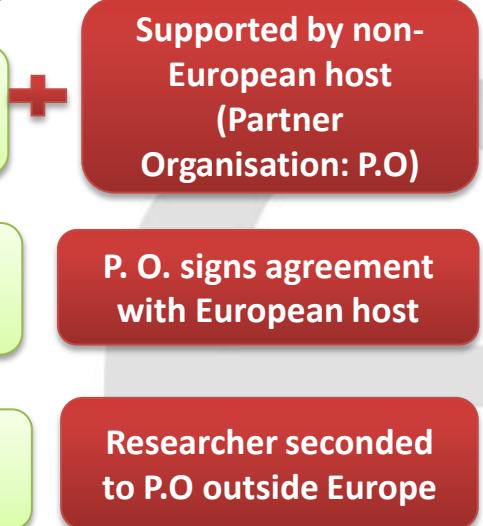 Supported by non-
European host
(Partner
Organisation: P.O)
P. O. signs agreement
with European host
Researcher seconded
to P.O outside Europe